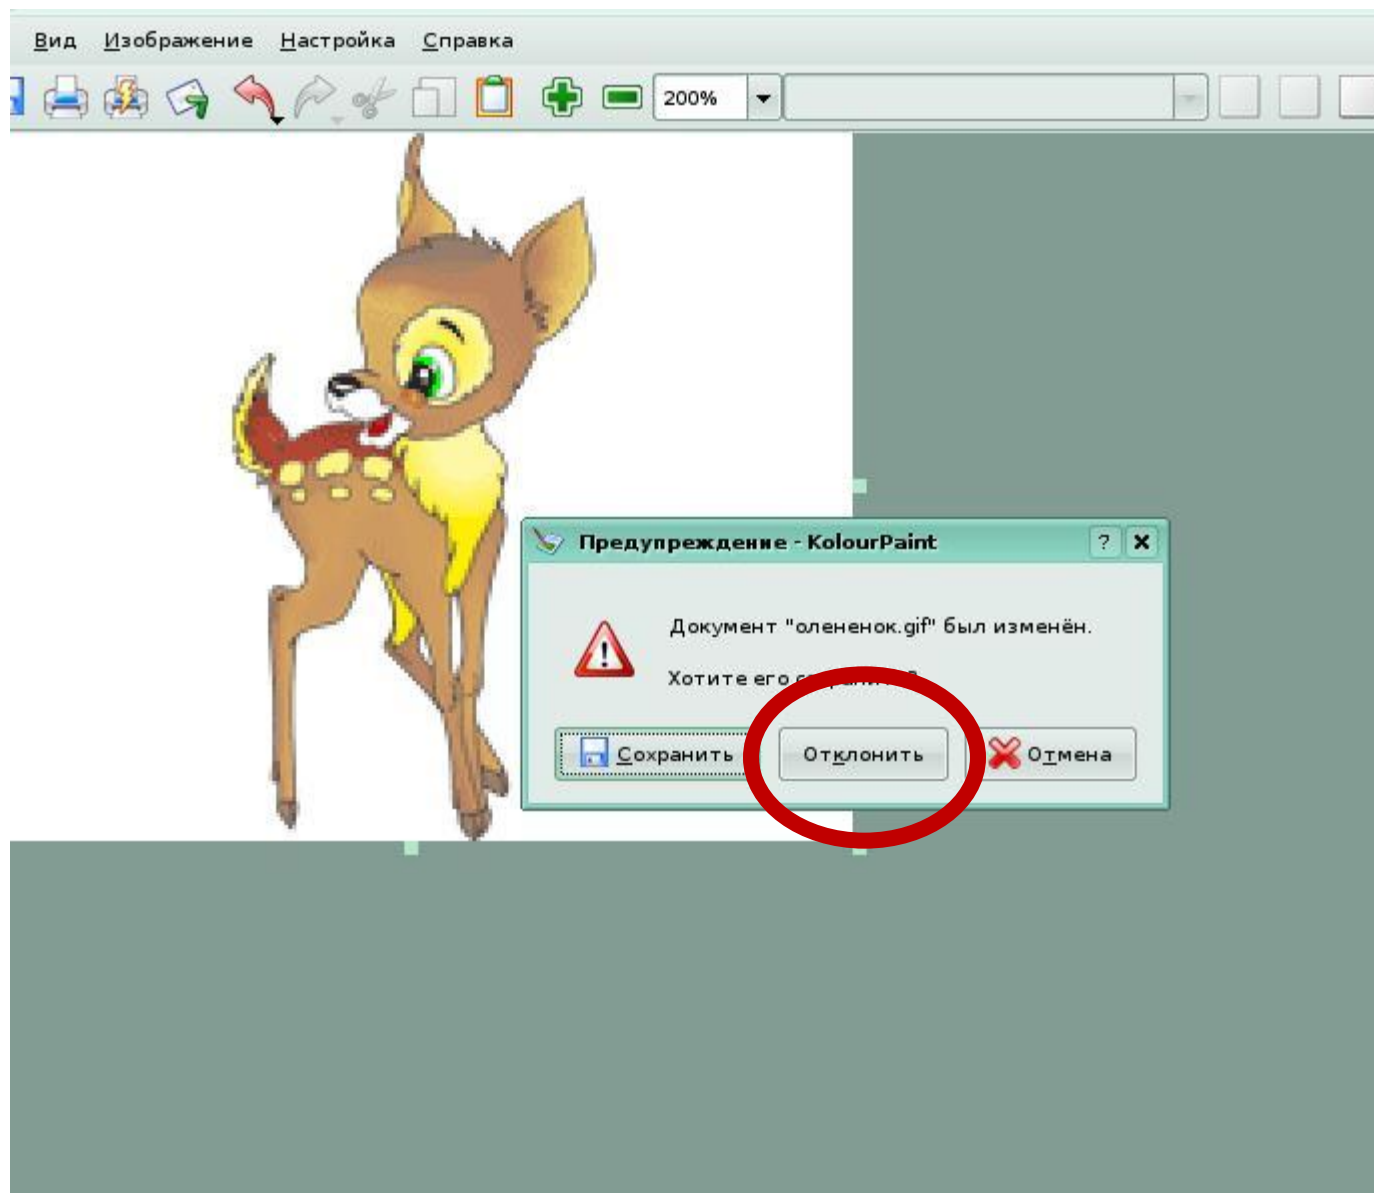 Вид Изображение Настройка Справка
200%
Предупреждение - KolourPaint ?
Документ "олененок.gif" был изменён.
Хотите его
Сохранить Отклонить Отмена